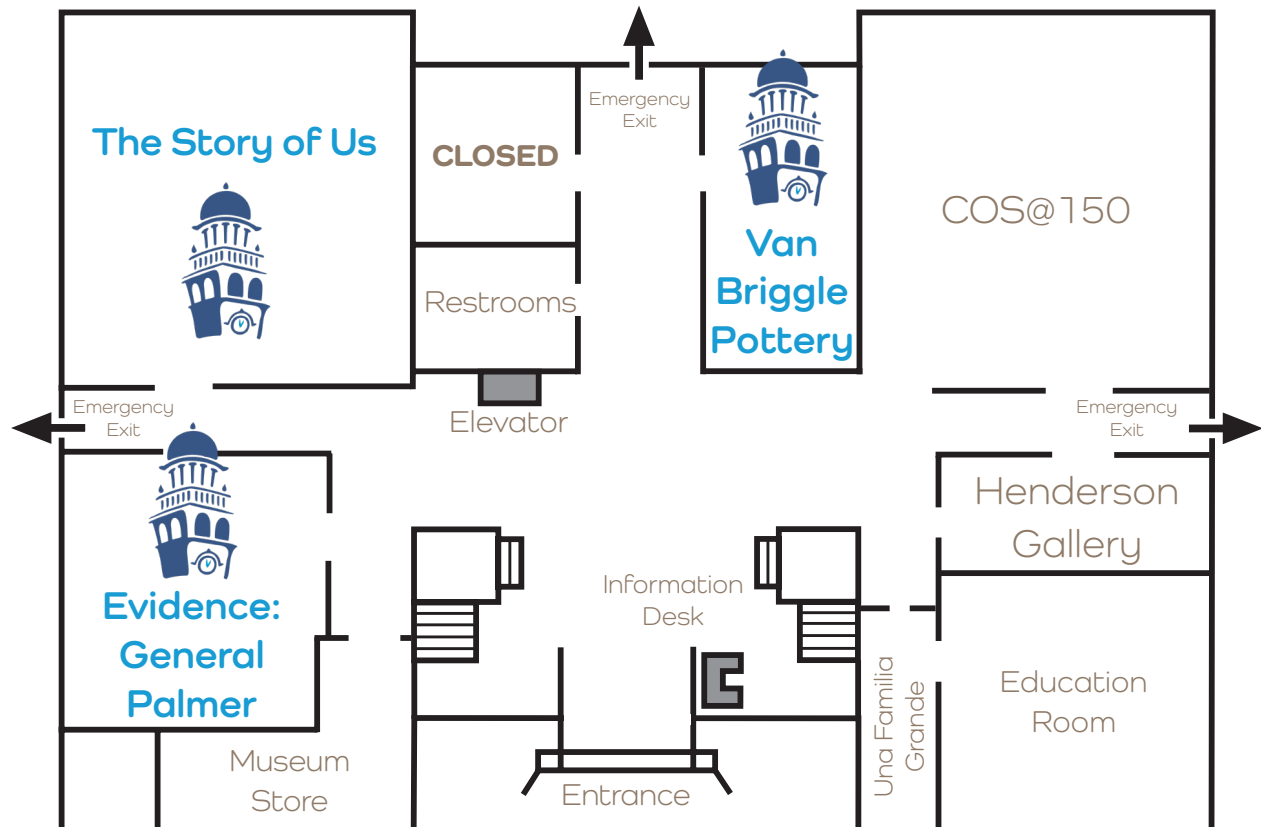 The Story of Us
CLOSED
Emergency
Exit
Van
Briggle
Pottery
COS@150
Restrooms
Elevator
Emergency
Exit
Emergency
Exit
Evidence:
General
Palmer
Henderson
Gallery
Information
Desk
Una Familia
Grande
Education
Room
Museum
Store
Entrance